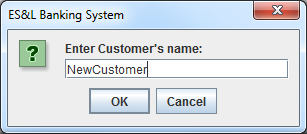 ES&L Banking System
Enter Customer's name:
NewCustomer
OK
Cancel